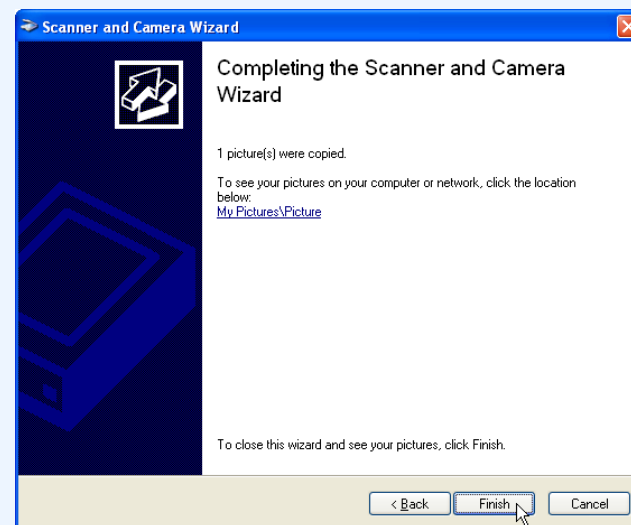 Scanner and Camera Wizard
Completing the Scanner and Camera
Wizard
1 picture(s) were copied.
To see your pictures on your computer or network, click the location
below:
My Pictures\Picture
To close this wizard and see your pictures, click Finish.
< Back Finish Cancel